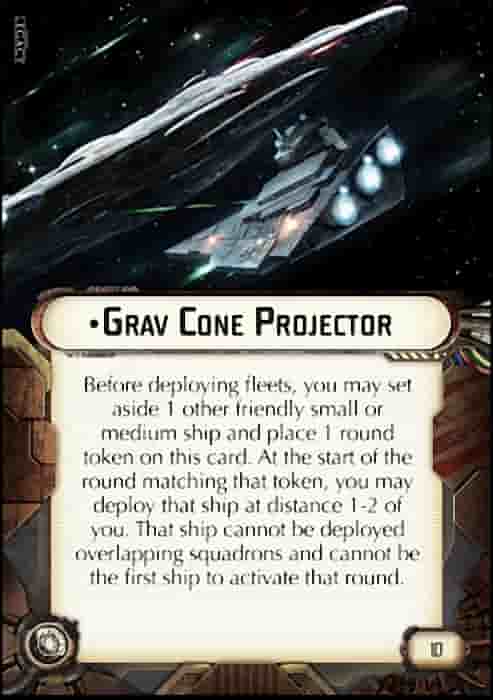 LEGACY
•GRAV CONE PROJECTOR
Before deploying fleets, you may set
aside 1 other friendly small or
medium ship and place 1 round
token on this card. At the start of the
round matching that token, you may
deploy that ship at distance 1-2 of
you. That ship cannot be deployed
overlapping squadrons and cannot be
the first ship to activate that round.
10